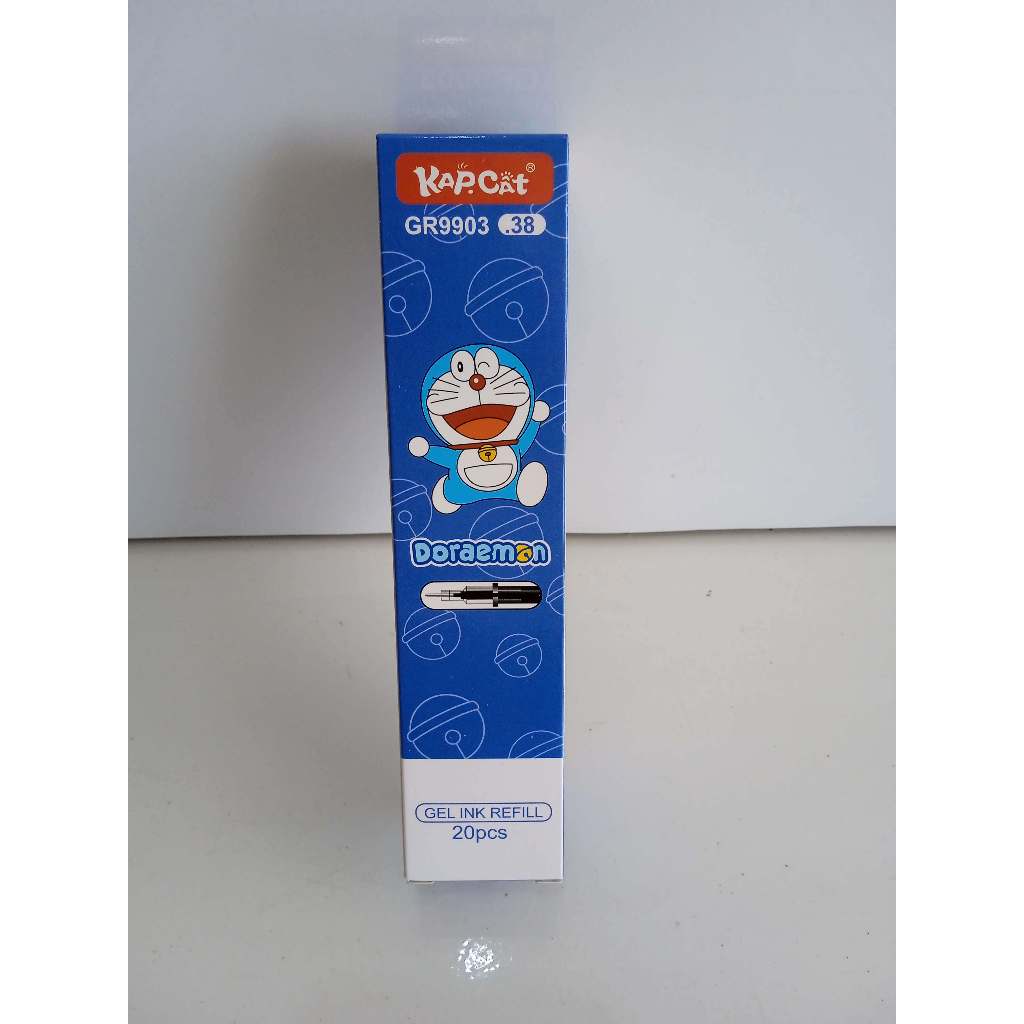 KAP.Cat®
GR9903 .38
Doraemon
GEL INK REFILL
20pcs